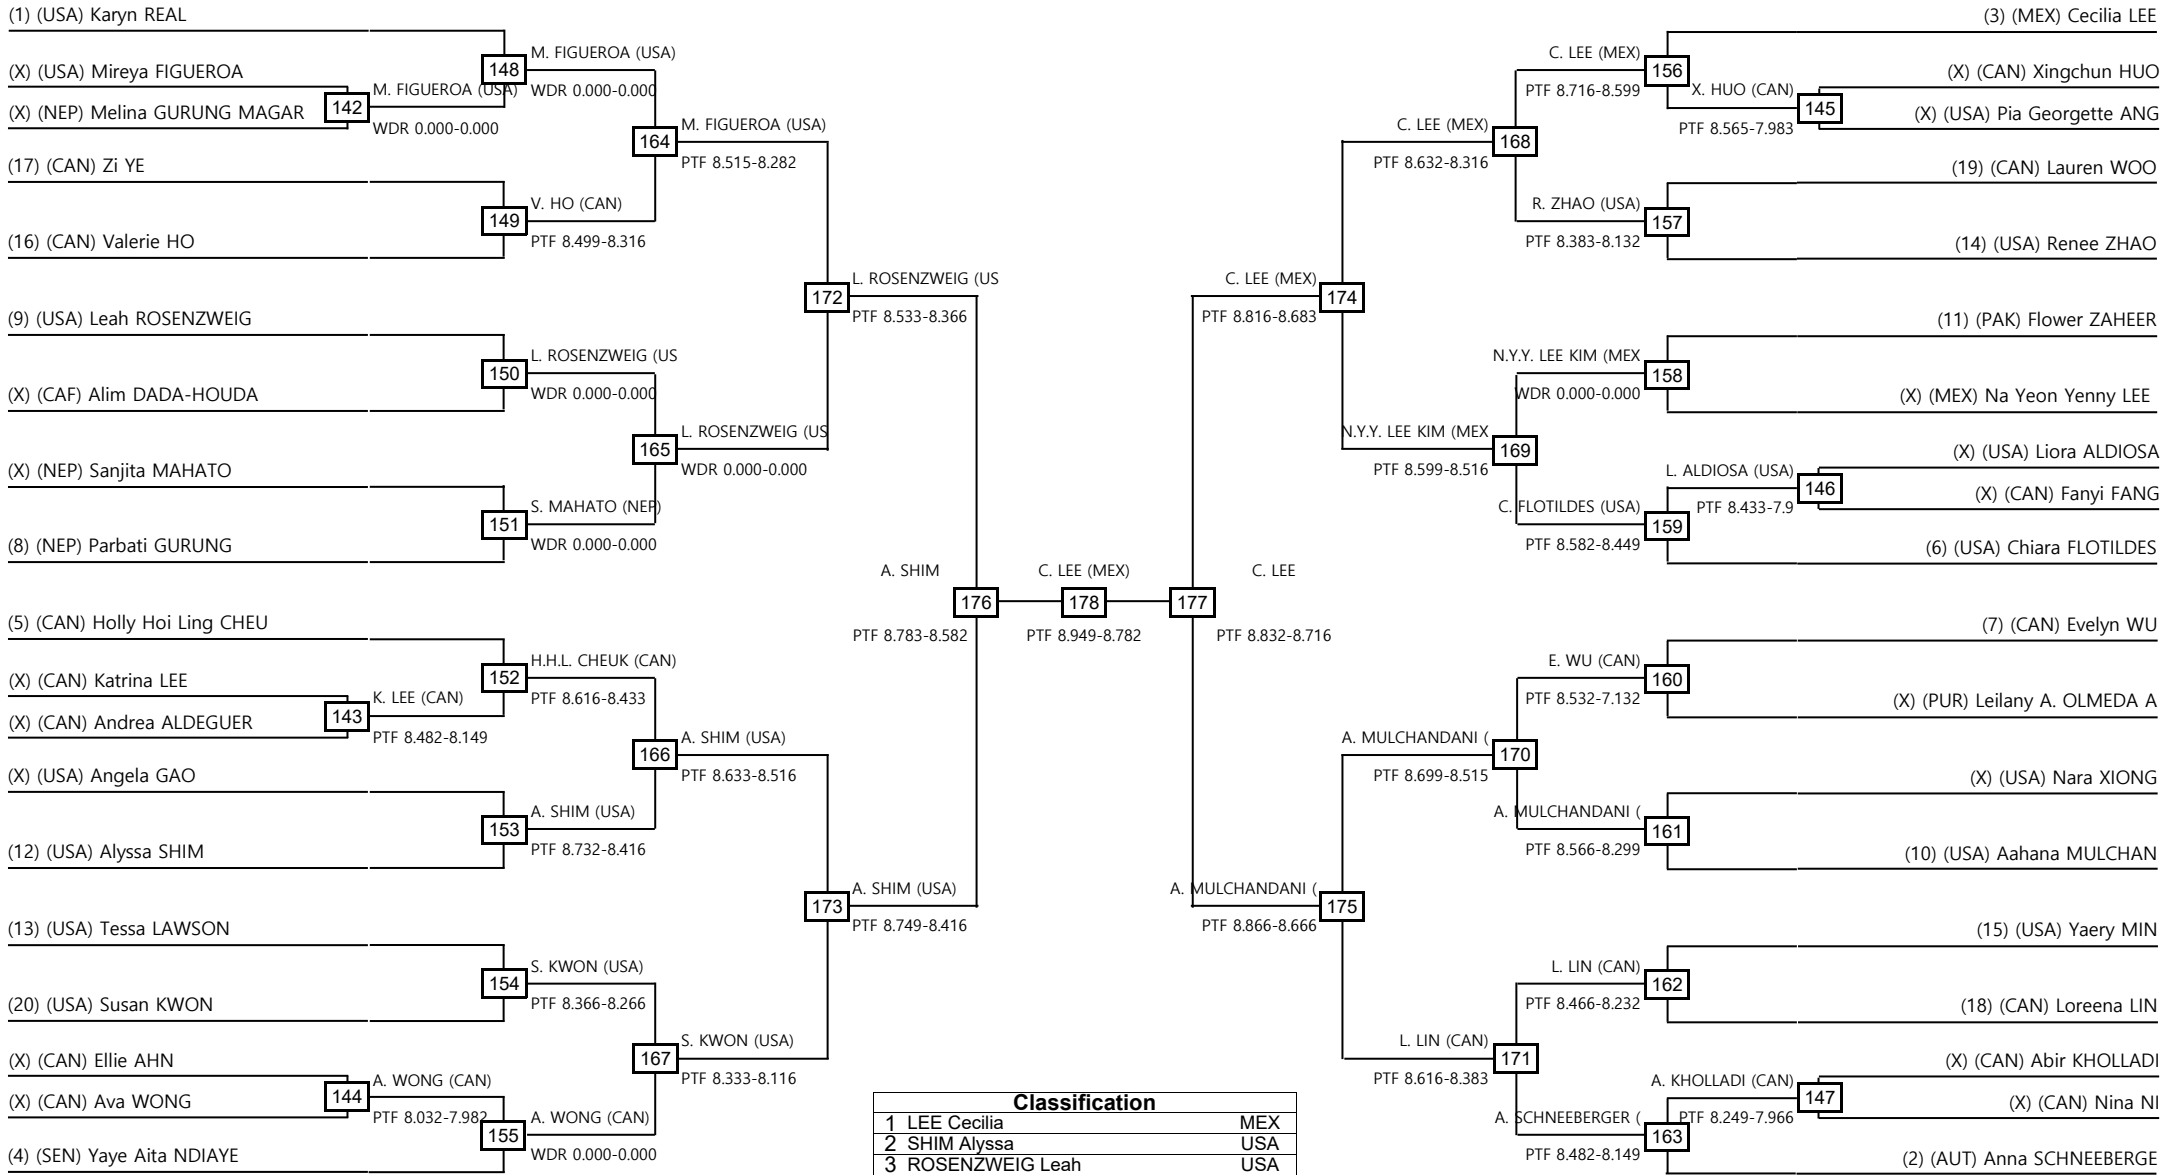 (1) (USA) Karyn REAL
(X) (USA) Mireya FIGUEROA
(X) (NEP) Melina GURUNG MAGAR
(17) (CAN) Zi YE
(16) (CAN) Valerie HO
(9) (USA) Leah ROSENZWEIG
(X) (CAF) Alim DADA-HOUDA
(X) (NEP) Sanjita MAHATO
(8) (NEP) Parbati GURUNG
(5) (CAN) Holly Hoi Ling CHEU
(X) (CAN) Katrina LEE
(X) (CAN) Andrea ALDEGUER
(X) (USA) Angela GAO
(12) (USA) Alyssa SHIM
(13) (USA) Tessa LAWSON
(20) (USA) Susan KWON
(X) (CAN) Ellie AHN
(X) (CAN) Ava WONG
(4) (SEN) Yaye Aita NDIAYE
142
M. FIGUEROA (USA)
WDR 0.000-0.000
143
K. LEE (CAN)
PTF 8.482-8.149
144
A. WONG (CAN)
PTF 8.032-7.982
148
M. FIGUEROA (USA)
WDR 0.000-0.000
149
V. HO (CAN)
PTF 8.499-8.316
150
L. ROSENZWEIG (US
WDR 0.000-0.000
151
S. MAHATO (NEP)
WDR 0.000-0.000
152
H.H.L. CHEUK (CAN)
PTF 8.616-8.433
153
A. SHIM (USA)
PTF 8.732-8.416
154
S. KWON (USA)
PTF 8.366-8.266
155
A. WONG (CAN)
WDR 0.000-0.000
164
M. FIGUEROA (USA)
PTF 8.515-8.282
165
L. ROSENZWEIG (US
WDR 0.000-0.000
166
A. SHIM (USA)
PTF 8.633-8.516
167
S. KWON (USA)
PTF 8.333-8.116
172
L. ROSENZWEIG (US
PTF 8.533-8.366
173
A. SHIM (USA)
PTF 8.749-8.416
A. SHIM
176
PTF 8.783-8.582
C. LEE (MEX)
178
PTF 8.949-8.782
C. LEE
177
PTF 8.832-8.716
C. LEE (MEX)
174
PTF 8.816-8.683
A. MULCHANDANI (
175
PTF 8.866-8.666
C. LEE (MEX)
168
PTF 8.632-8.316
N.Y.Y. LEE KIM (MEX
169
PTF 8.599-8.516
A. MULCHANDANI (
170
PTF 8.699-8.515
L. LIN (CAN)
171
PTF 8.616-8.383
C. LEE (MEX)
156
PTF 8.716-8.599
R. ZHAO (USA)
157
PTF 8.383-8.132
N.Y.Y. LEE KIM (MEX
158
WDR 0.000-0.000
C. FLOTILDES (USA)
159
PTF 8.582-8.449
E. WU (CAN)
160
PTF 8.532-7.132
A. MULCHANDANI (
161
PTF 8.566-8.299
L. LIN (CAN)
162
PTF 8.466-8.232
A. SCHNEEBERGER (
163
PTF 8.482-8.149
X. HUO (CAN)
145
PTF 8.565-7.983
L. ALDIOSA (USA)
146
PTF 8.433-7.9
A. KHOLLADI (CAN)
147
PTF 8.249-7.966
(3) (MEX) Cecilia LEE
(X) (CAN) Xingchun HUO
(X) (USA) Pia Georgette ANG
(19) (CAN) Lauren WOO
(14) (USA) Renee ZHAO
(11) (PAK) Flower ZAHEER
(X) (MEX) Na Yeon Yenny LEE
(X) (USA) Liora ALDIOSA
(X) (CAN) Fanyi FANG
(6) (USA) Chiara FLOTILDES
(7) (CAN) Evelyn WU
(X) (PUR) Leilany A. OLMEDA A
(X) (USA) Nara XIONG
(10) (USA) Aahana MULCHAN
(15) (USA) Yaery MIN
(18) (CAN) Loreena LIN
(X) (CAN) Abir KHOLLADI
(X) (CAN) Nina NI
(2) (AUT) Anna SCHNEEBERGE
Classification
1 LEE Cecilia MEX
2 SHIM Alyssa USA
3 ROSENZWEIG Leah USA